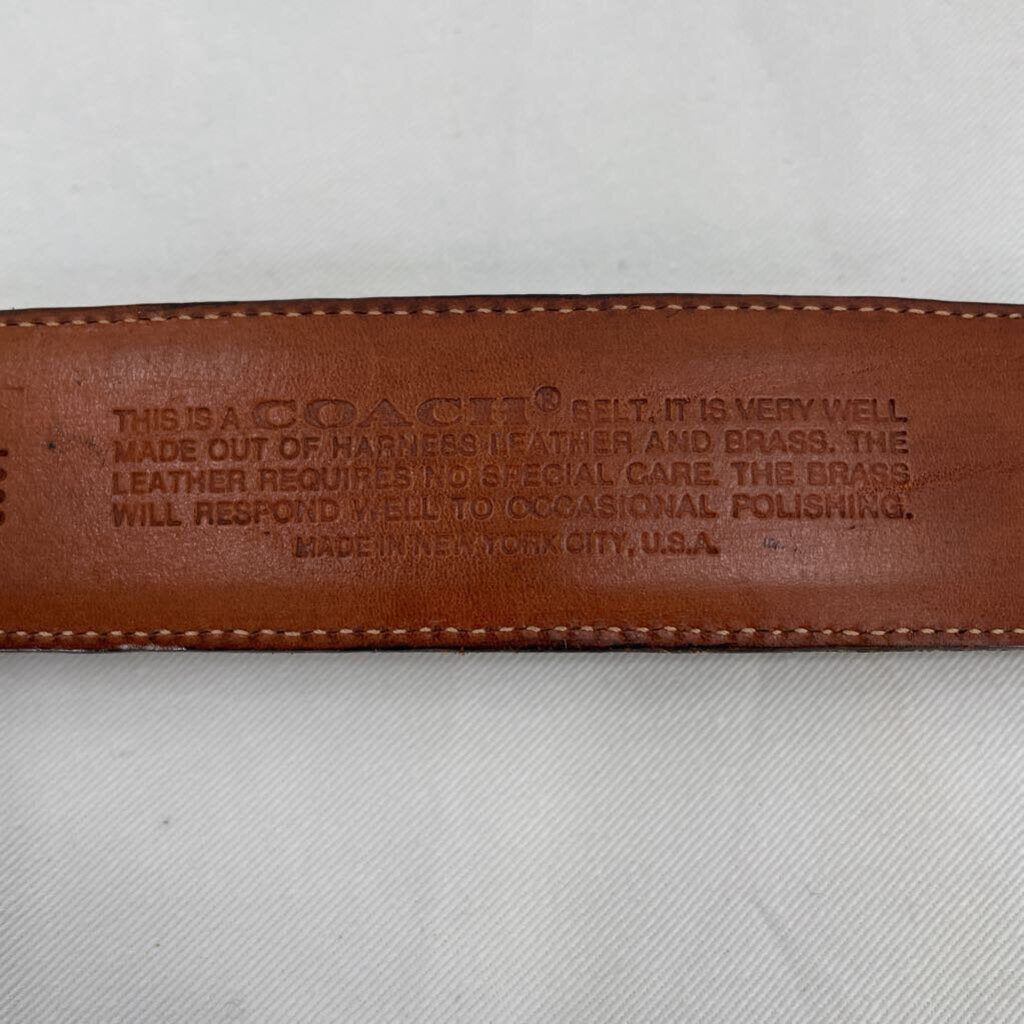 THIS IS A COACH® BELT. IT IS VERY WELL
MADE OUT OF HARNESS LEATHER AND BRASS. THE
LEATHER REQUIRES NO SPECIAL CARE. THE BRASS
WILL RESPOND WELL TO OCCASIONAL POLISHING.
MADE IN NEW YORK CITY, U.S.A.